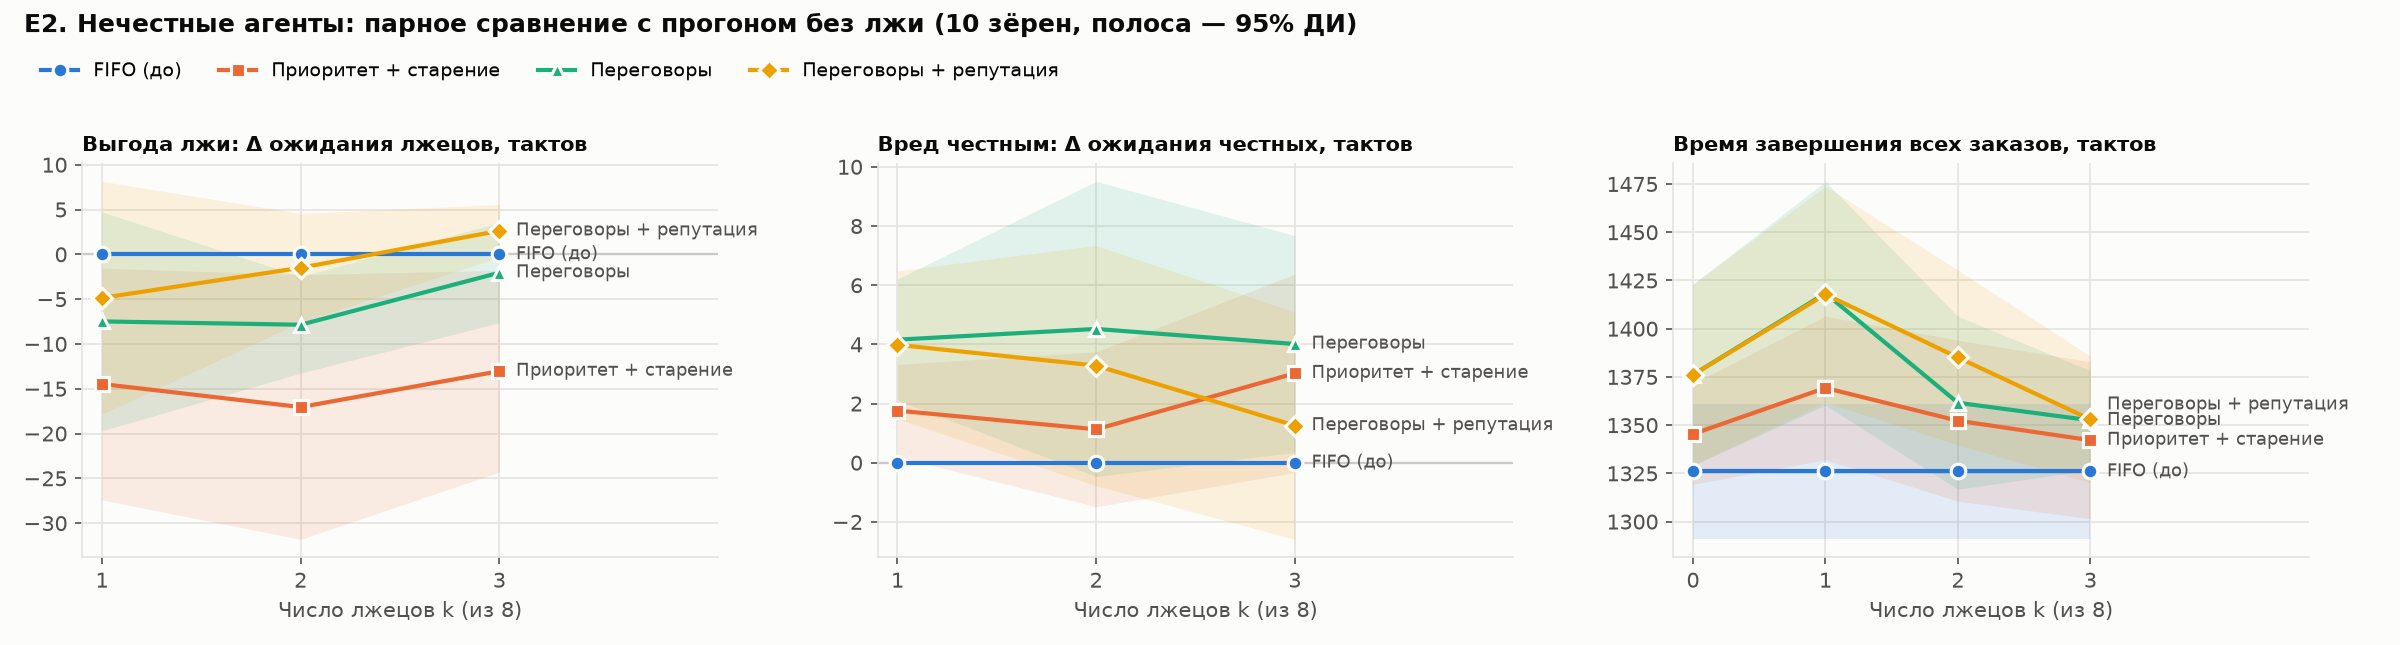 E2. Нечестные агенты: парное сравнение с прогоном без лжи (10 зёрен, полоса — 95% ДИ)
FIFO (до) Приоритет + старение Переговоры Переговоры + репутация
Выгода лжи: Δ ожидания лжецов, тактов
10
5
0
−5
−10
−15
−20
−25
−30
Переговоры + репутация
FIFO (до)
Переговоры
Приоритет + старение
1 2 3
Число лжецов k (из 8)
Вред честным: Δ ожидания честных, тактов
10
8
6
4
2
0
−2
Переговоры
Приоритет + старение
Переговоры + репутация
FIFO (до)
1 2 3
Число лжецов k (из 8)
Время завершения всех заказов, тактов
1475
1450
1425
1400
1375
1350
1325
1300
Переговоры + репутация
Переговоры
Приоритет + старение
FIFO (до)
0 1 2 3
Число лжецов k (из 8)